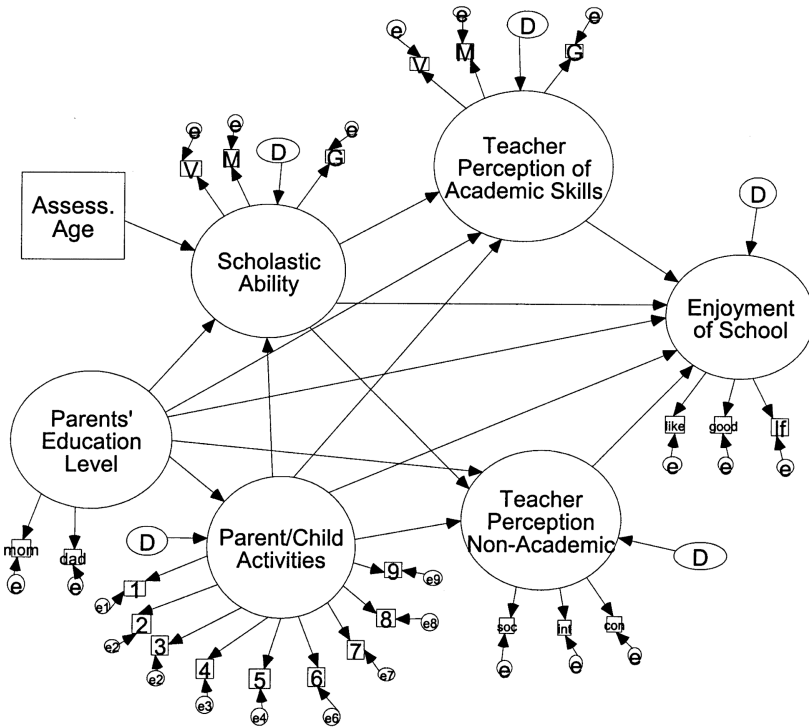 e
e
D
e
V
M
G
Teacher
Perception of
Academic Skills
e
e
D
e
V
M
G
D
Assess.
Age
Scholastic
Ability
Enjoyment
of School
Parents'
Education
Level
like
good
lf
e
e
e
Teacher
Perception
Non-Academic
D
Parent/Child
Activities
D
mom
dad
e
e
1
2
3
4
5
6
7
8
9
e1
e2
e2
e3
e4
e6
e7
e8
e9
soc
int
con
e
e
e